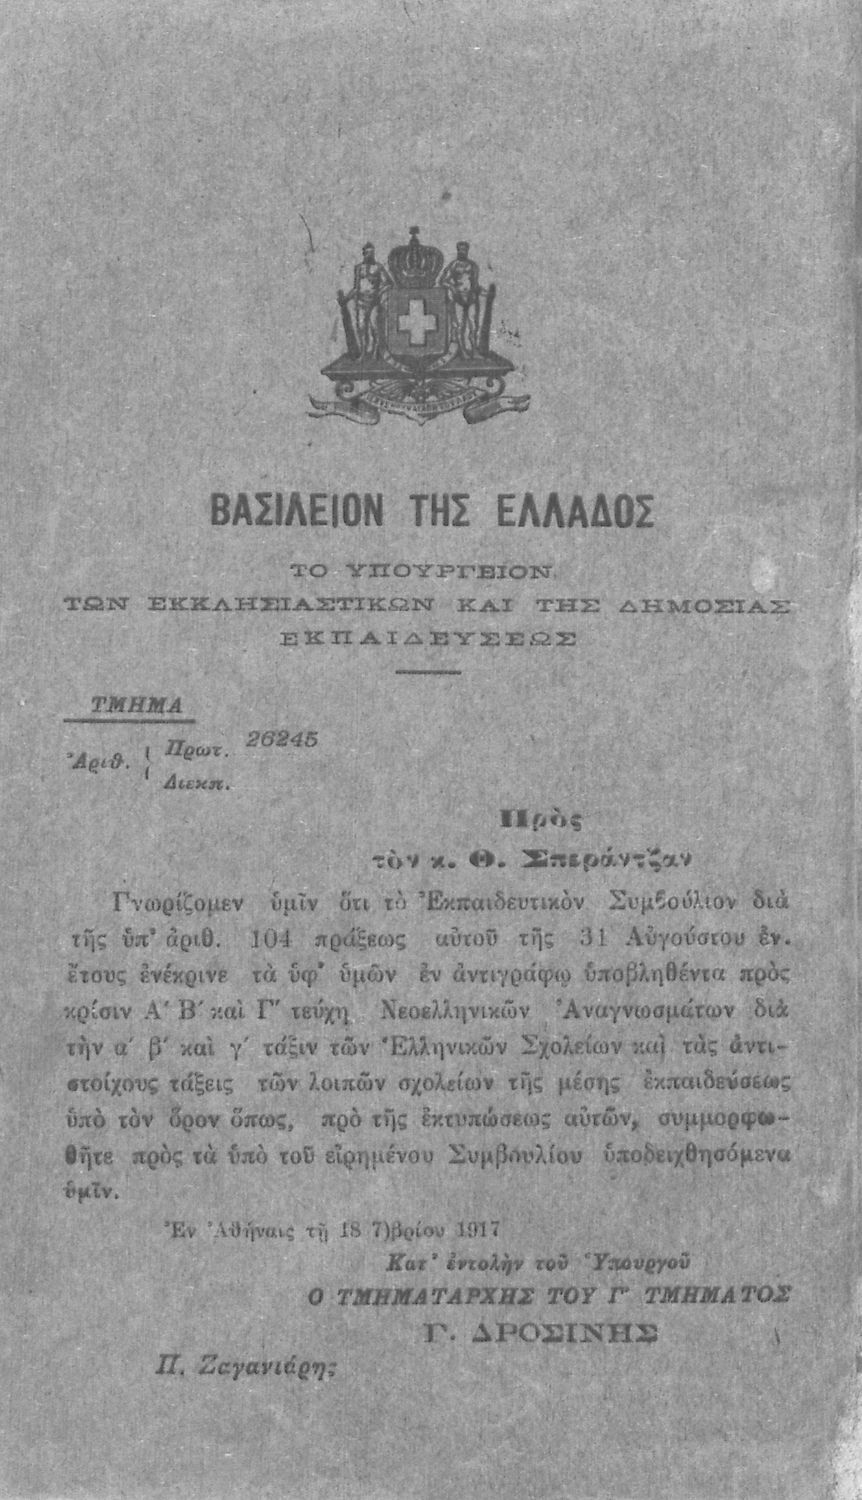 ΒΑΣΙΛΕΙΟΝ ΤΗΣ ΕΛΛΑΔΟΣ
ΤΟ ΥΠΟΥΡΓΕΙΟΝ
ΤΩΝ ΕΚΚΛΗΣΙΑΣΤΙΚΩΝ ΚΑΙ ΤΗΣ ΔΗΜΟΣΙΑΣ
ΕΚΠΑΙΔΕΥΣΕΩΣ
ΤΜΗΜΑ
Ἀριθ. { Πρωτ. 26245
Διεκπ.
Πρὸς
τὸν κ. Θ. Σπεράντζαν
Γνωρίζομεν ὑμῖν ὅτι τὸ Ἐκπαιδευτικὸν Συμβούλιον διὰ
τῆς ὑπ' ἀριθ. 104 πράξεως αὑτοῦ τῆς 31 Αὐγούστου ἐν.
ἔτους ἐνέκρινε τὰ ὑφ' ὑμῶν ἐν ἀντιγράφῳ ὑποβληθέντα πρὸς
κρίσιν Α' Β' καὶ Γ' τεύχη Νεοελληνικῶν Ἀναγνωσμάτων διὰ
τὴν α' β' καὶ γ' τάξιν τῶν Ἑλληνικῶν Σχολείων καὶ τὰς ἀντι-
στοίχους τάξεις τῶν λοιπῶν σχολείων τῆς μέσης ἐκπαιδεύσεως
ὑπὸ τὸν ὅρον ὅπως, πρὸ τῆς ἐκτυπώσεως αὐτῶν, συμμορφω-
θῆτε πρὸς τὰ ὑπὸ τοῦ εἰρημένου Συμβουλίου ὑποδειχθησόμενα
ὑμῖν.
Ἐν Ἀθήναις τῇ 18 7)βρίου 1917
Κατ' ἐντολὴν τοῦ Ὑπουργοῦ
Ο ΤΜΗΜΑΤΑΡΧΗΣ ΤΟΥ Γ' ΤΜΗΜΑΤΟΣ
Γ. ΔΡΟΣΙΝΗΣ
Π. Ζαγανιάρης